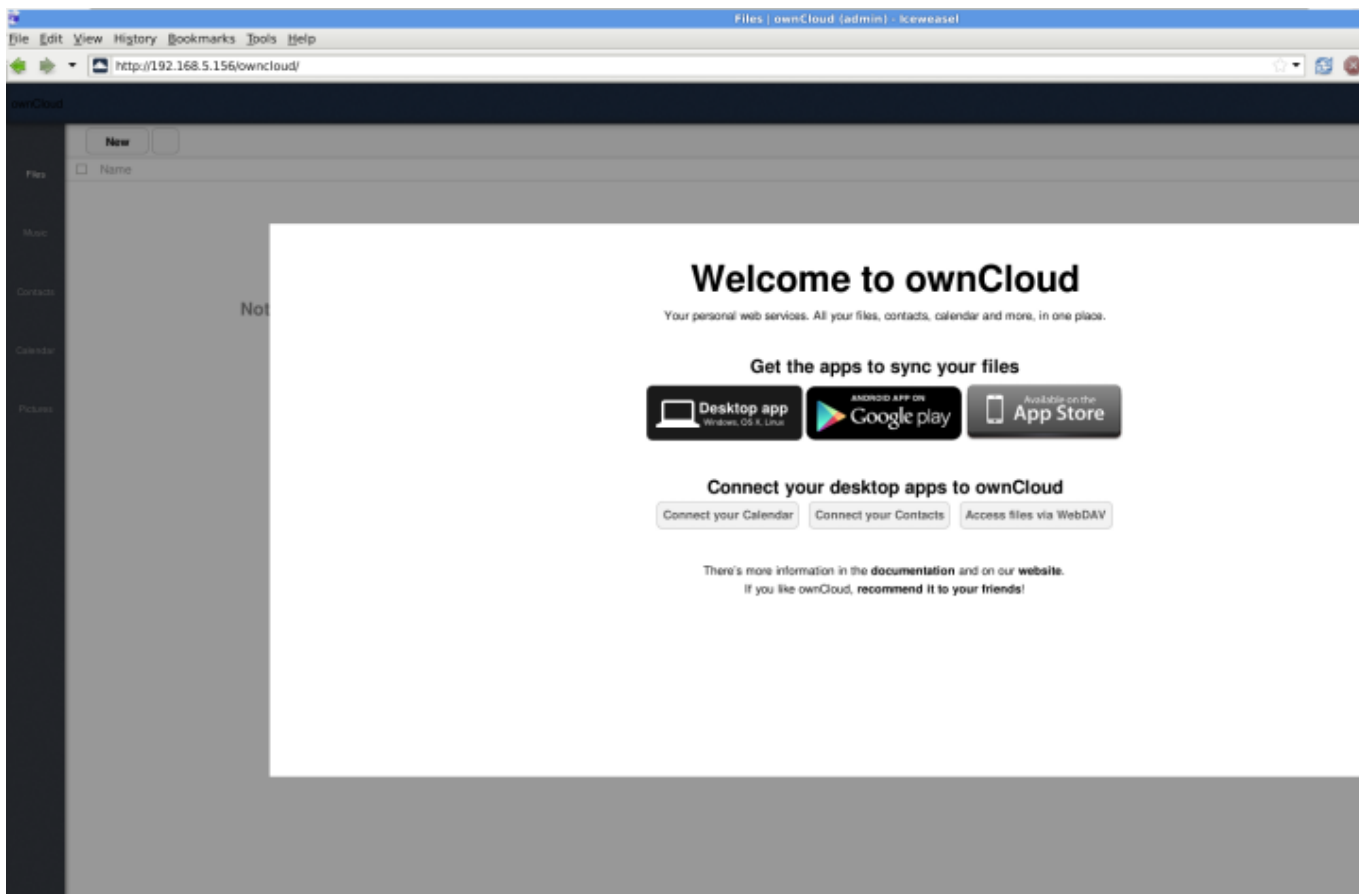 Files | ownCloud (admin) - Iceweasel
File Edit View History Bookmarks Tools Help
http://192.168.5.156/owncloud/
ownCloud
New
Name
Files
Music
Contacts
Calendar
Pictures
Not
Welcome to ownCloud
Your personal web services. All your files, contacts, calendar and more, in one place.
Get the apps to sync your files
Desktop app
Windows, OS X, Linux
ANDROID APP ON
Google play
Available on the
App Store
Connect your desktop apps to ownCloud
Connect your Calendar Connect your Contacts Access files via WebDAV
There's more information in the documentation and on our website.
If you like ownCloud, recommend it to your friends!